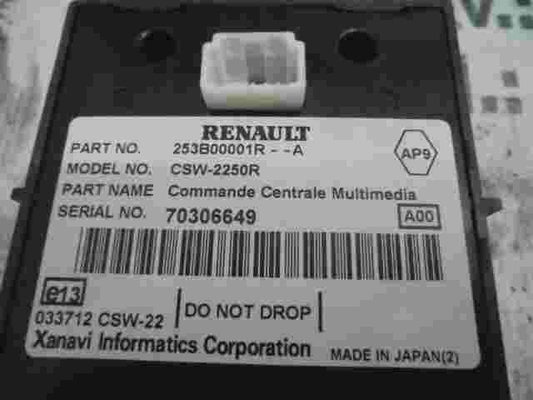 RENAULT
PART NO. 253B00001R - -A
AP9
MODEL NO. CSW-2250R
PART NAME Commande Centrale Multimedia
SERIAL NO. 70306649 A00
e13
033712 CSW-22 DO NOT DROP
Xanavi Informatics Corporation MADE IN JAPAN(2)